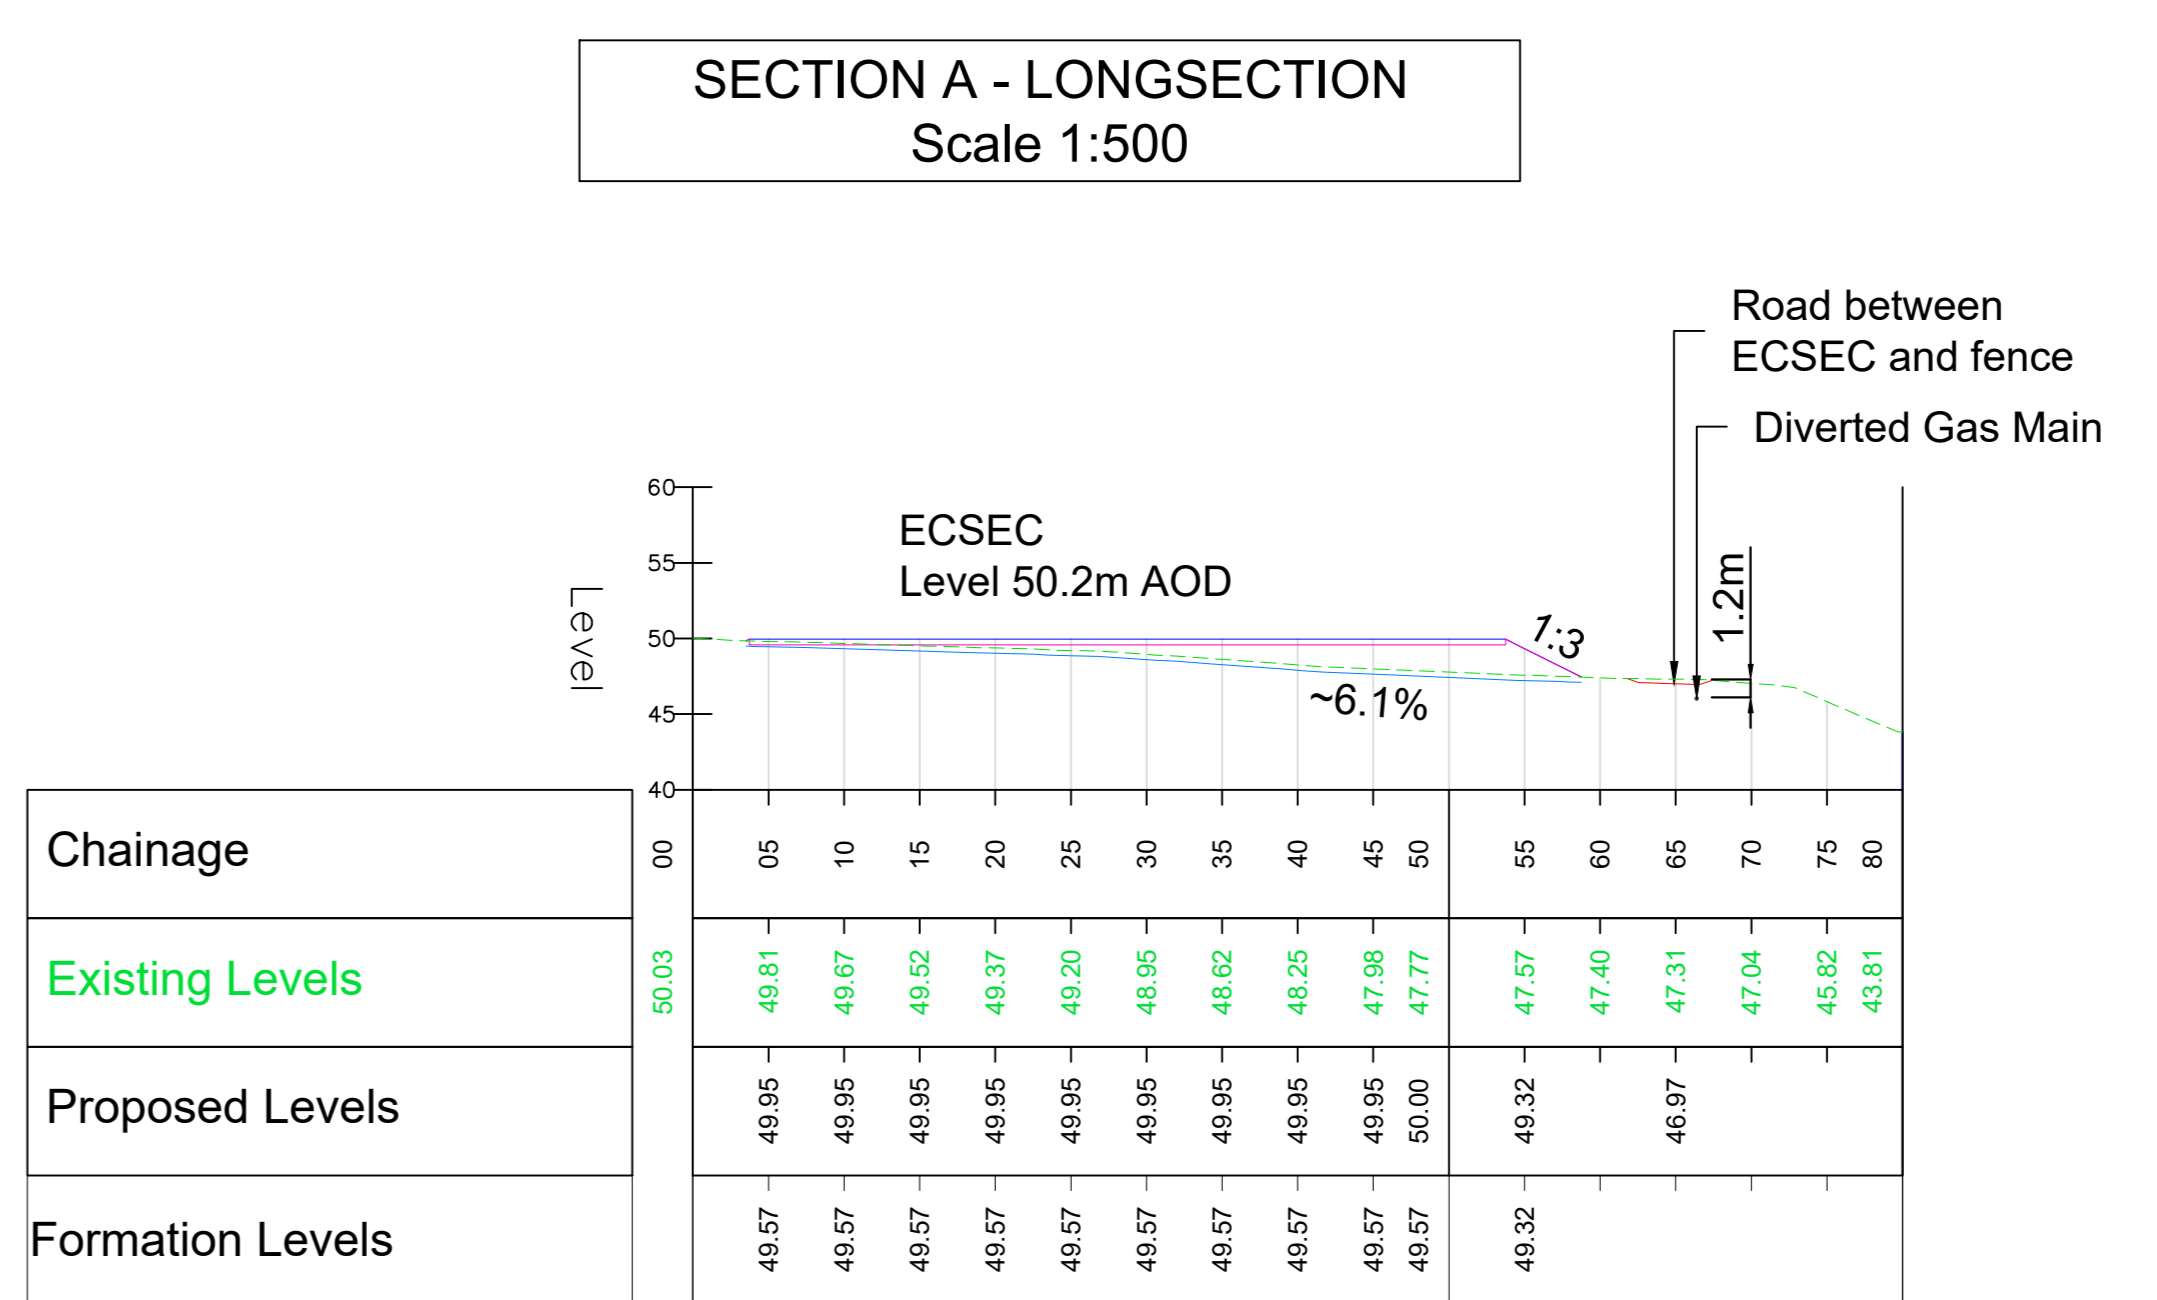 SECTION A - LONGSECTION
Scale 1:500
Road between
ECSEC and fence
Diverted Gas Main
60
55
50
45
40
Level
ECSEC
Level 50.2m AOD
1:3
1.2m
~6.1%
Chainage 00 05 10 15 20 25 30 35 40 45 50 55 60 65 70 75 80
Existing Levels 50.03 49.81 49.67 49.52 49.37 49.20 48.95 48.62 48.25 47.98 47.77 47.57 47.40 47.31 47.04 45.82 43.81
Proposed Levels 49.95 49.95 49.95 49.95 49.95 49.95 49.95 49.95 49.95 50.00 49.32 46.97
Formation Levels 49.57 49.57 49.57 49.57 49.57 49.57 49.57 49.57 49.57 49.57 49.32